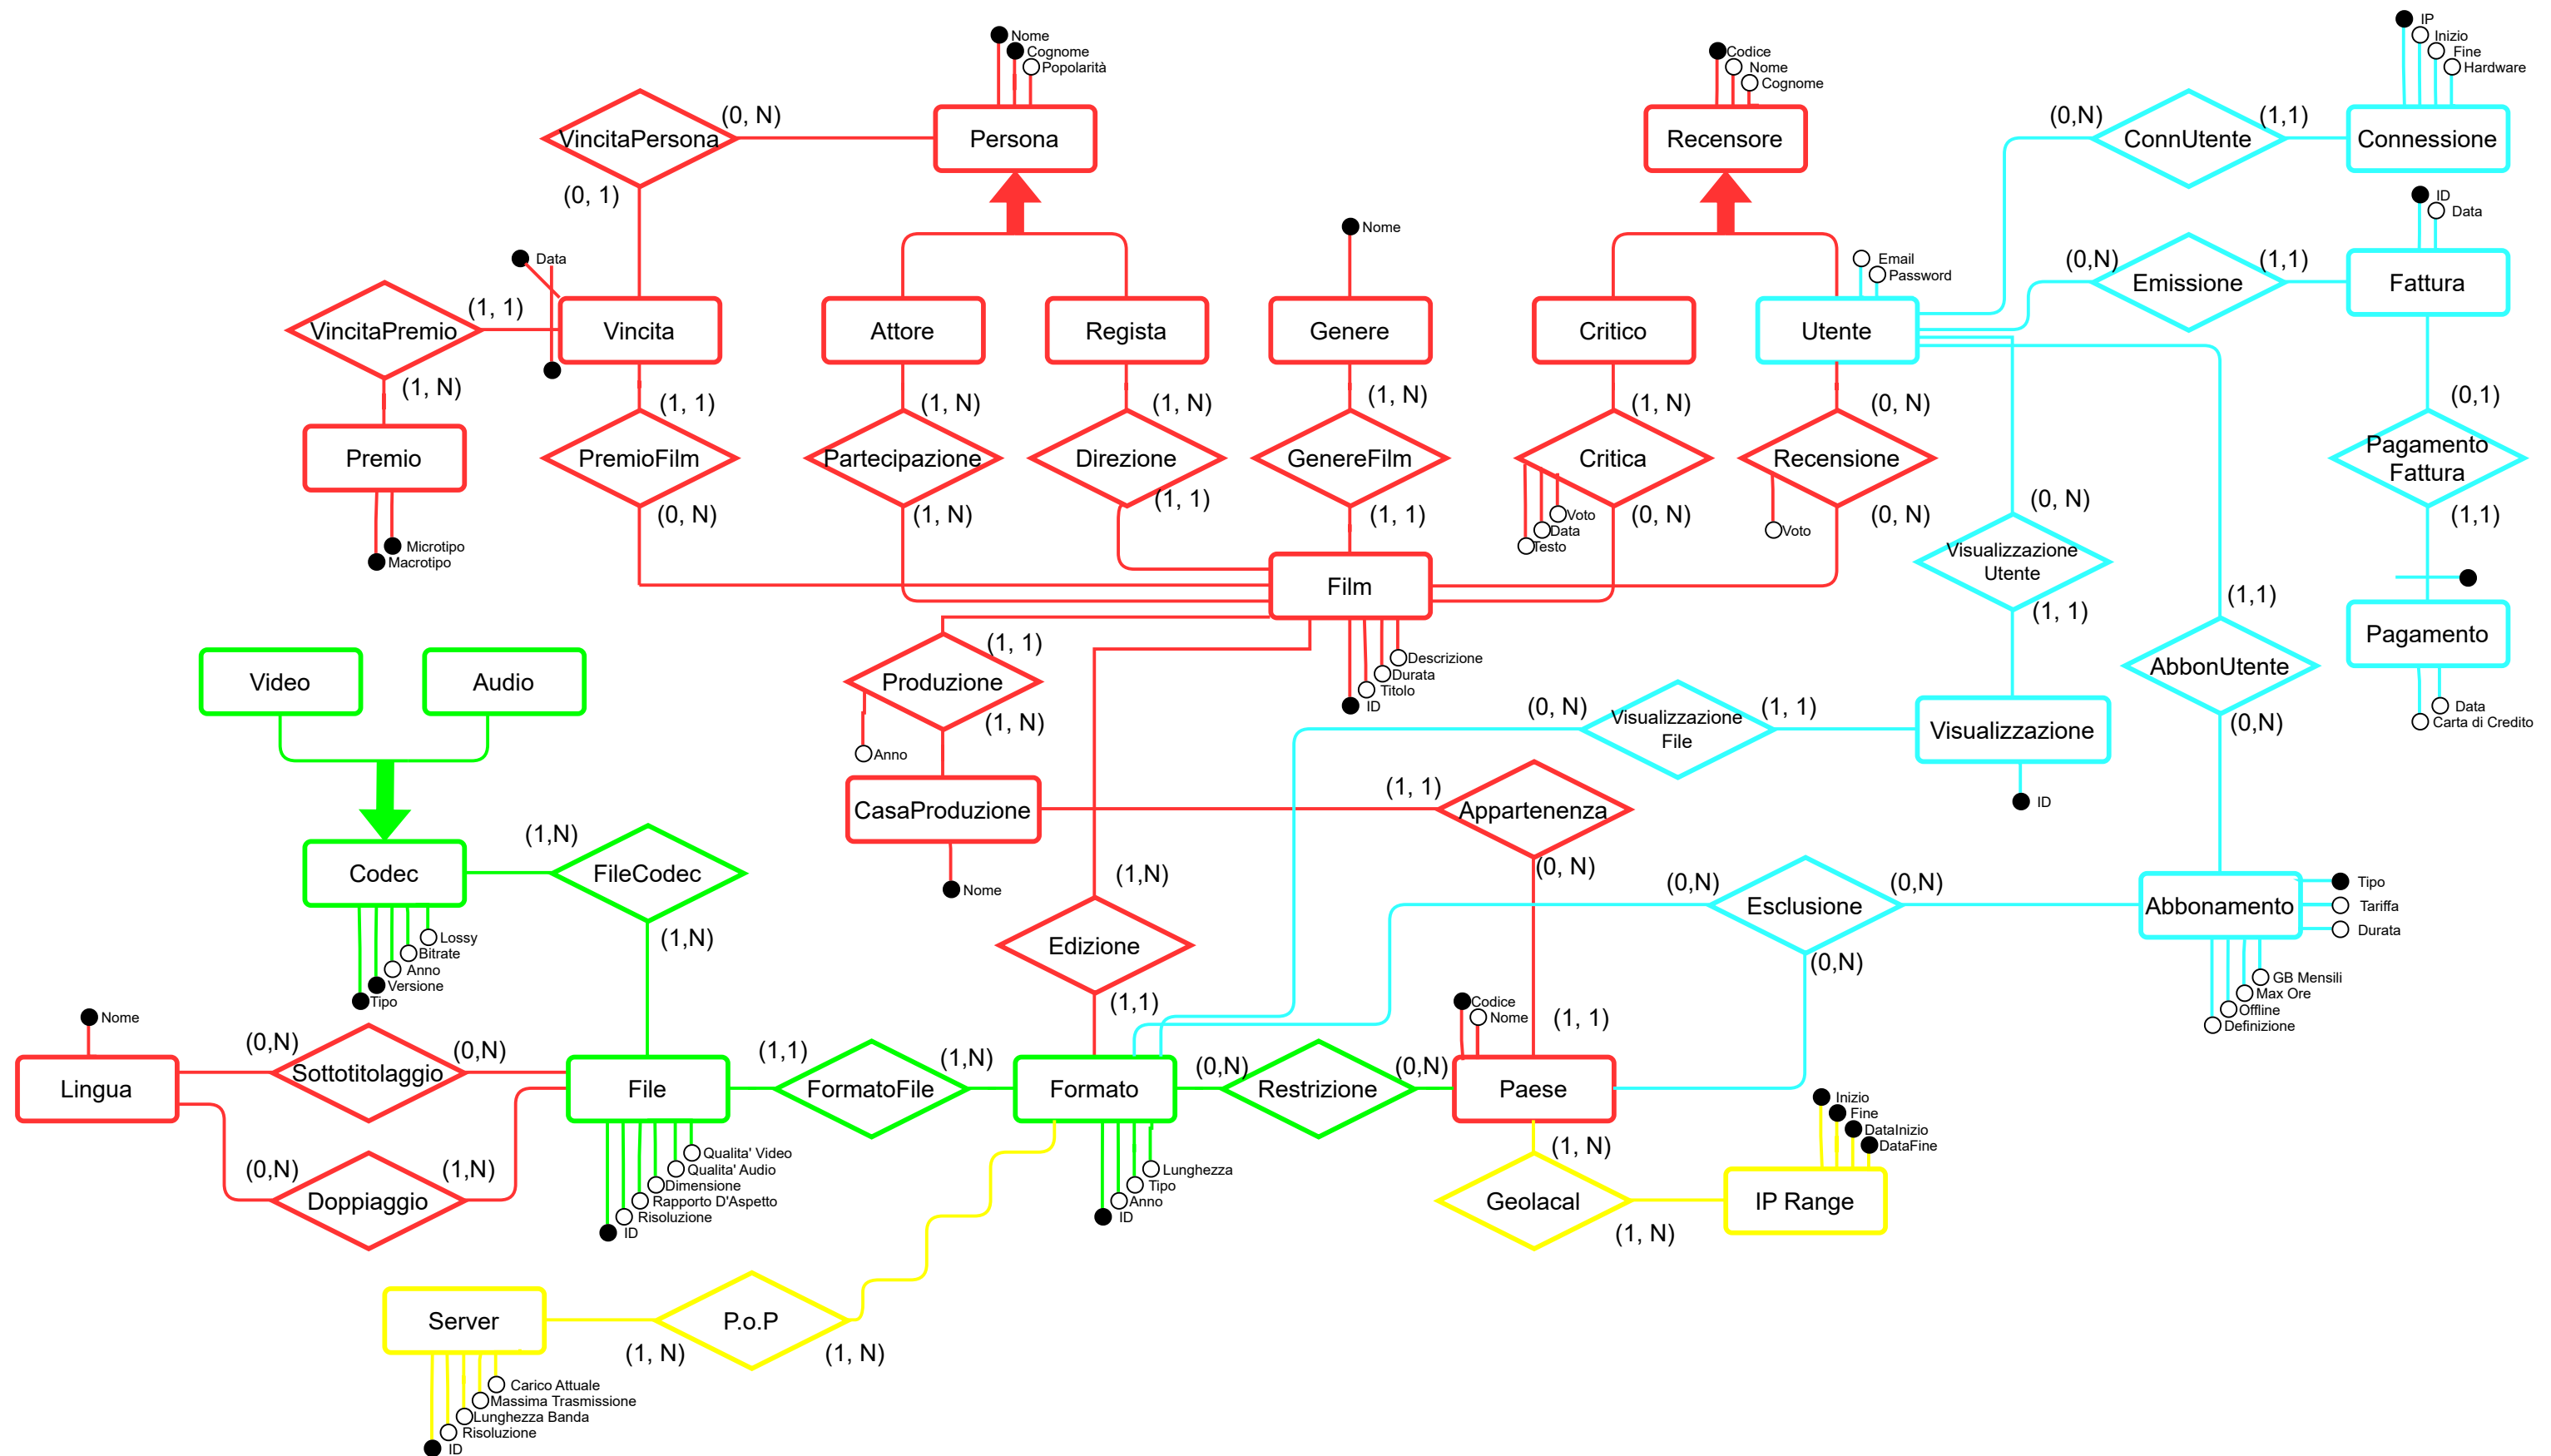 IP
Inizio
Fine
Hardware
Nome
Cognome
Popolarità
Codice
Nome
Cognome
VincitaPersona
(0, N)
Persona
Recensore
(0,N)
ConnUtente
(1,1)
Connessione
(0, 1)
ID
Data
Nome
Data
Email
Password
(0,N)
Emissione
(1,1)
Fattura
VincitaPremio
(1, 1)
Vincita
Attore
Regista
Genere
Critico
Utente
(1, N)
(1, 1)
(1, N)
(1, N)
(1, N)
(1, N)
(0, N)
(0,1)
Premio
PremioFilm
Partecipazione
Direzione
GenereFilm
Critica
Recensione
Pagamento
Fattura
(0, N)
(1, N)
(1, 1)
(1, 1)
Voto
Data
Testo
(0, N)
Voto
(0, N)
(0, N)
(1,1)
Microtipo
Macrotipo
Visualizzazione
Utente
Film
(1,1)
(1, 1)
Pagamento
Video
Audio
Produzione
(1, 1)
Descrizione
Durata
Titolo
ID
AbbonUtente
Data
Carta di Credito
(1, N)
(0, N)
Visualizzazione
File
(1, 1)
Visualizzazione
(0,N)
Anno
CasaProduzione
(1, 1)
Appartenenza
ID
(1,N)
Codec
FileCodec
Nome
(1,N)
(0, N)
(0,N)
Esclusione
(0,N)
Abbonamento
Tipo
Tariffa
Durata
Lossy
Bitrate
Anno
Versione
Tipo
(1,N)
Edizione
(0,N)
GB Mensili
Max Ore
Offline
Definizione
Nome
(1,1)
Codice
Nome
(1, 1)
(0,N)
Sottotitolaggio
(0,N)
(1,1)
(1,N)
(0,N)
(0,N)
Lingua
File
FormatoFile
Formato
Restrizione
Paese
Inizio
Fine
DataInizio
DataFine
(0,N)
Doppiaggio
(1,N)
Qualita' Video
Qualita' Audio
Dimensione
Rapporto D'Aspetto
Risoluzione
ID
Lunghezza
Tipo
Anno
ID
(1, N)
Geolacal
(1, N)
IP Range
Server
P.o.P
(1, N)
(1, N)
Carico Attuale
Massima Trasmissione
Lunghezza Banda
Risoluzione
ID